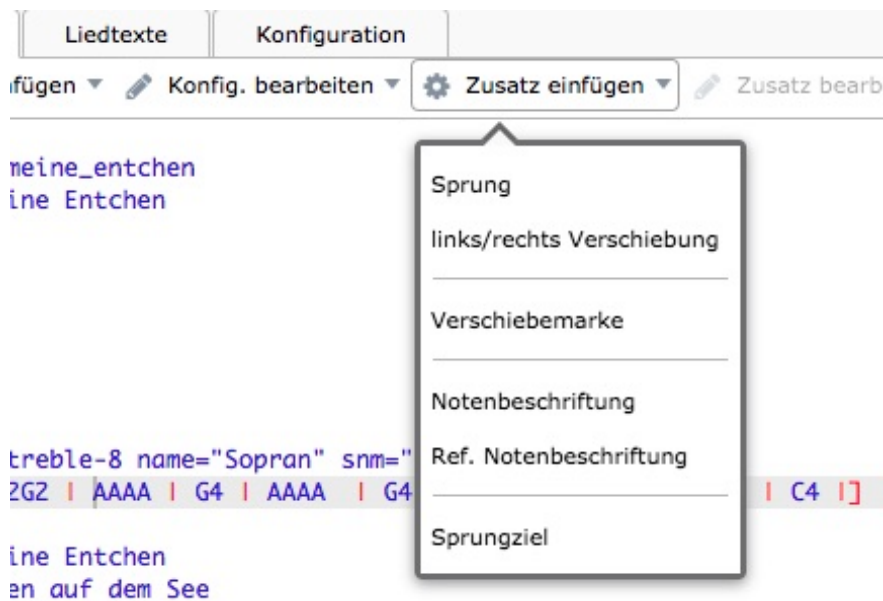 Liedtexte Konfiguration
fügen Konfig. bearbeiten Zusatz einfügen Zusatz bearb
meine_entchen
ine Entchen
Sprung
links/rechts Verschiebung
Verschiebemarke
Notenbeschriftung
Ref. Notenbeschriftung
Sprungziel
treble-8 name="Sopran" snm="
2G2 | AAAA | G4 | AAAA | G4 | C4 |]
ine Entchen
en auf dem See